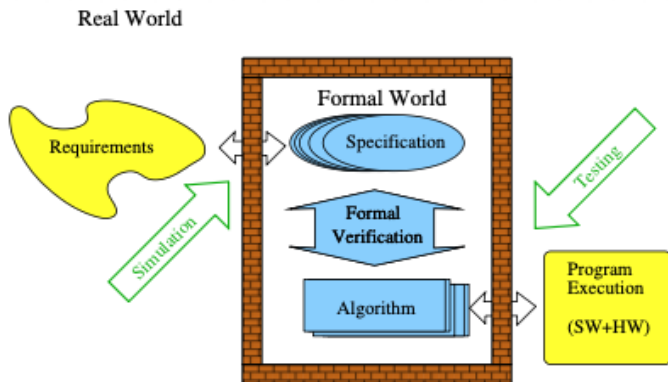 Real World
Formal World
Requirements
Specification
Testing
Simulation
Formal
Verification
Algorithm
Program
Execution
(SW+HW)